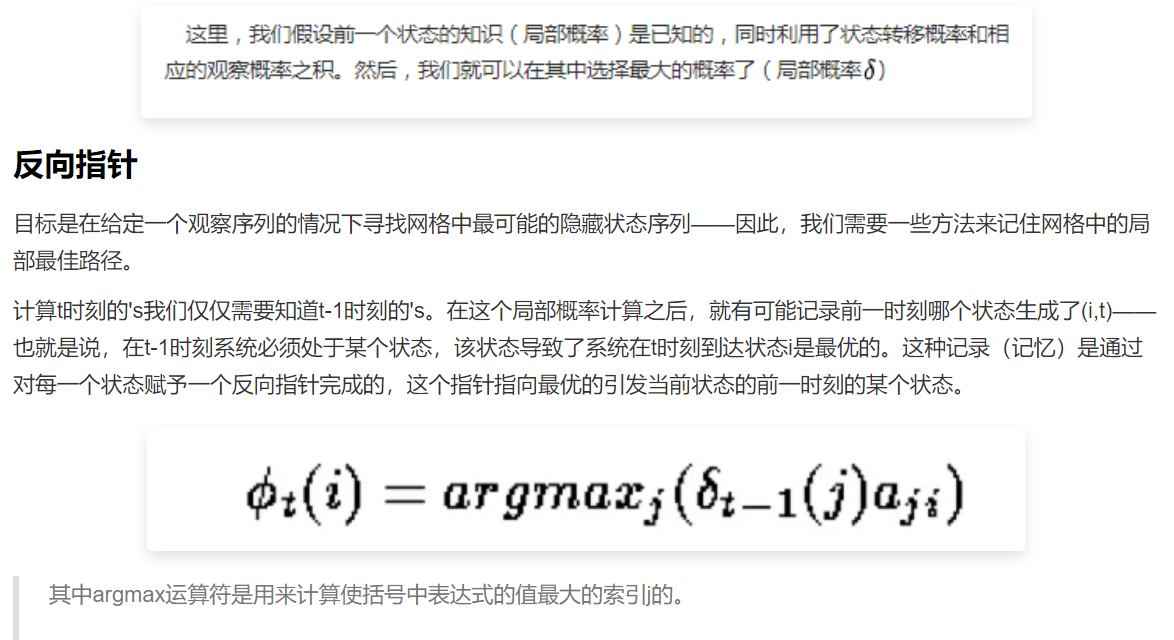 这里，我们假设前一个状态的知识（局部概率）是已知的，同时利用了状态转移概率和相
应的观察概率之积。然后，我们就可以在其中选择最大的概率了（局部概率δ）
反向指针
目标是在给定一个观察序列的情况下寻找网格中最可能的隐藏状态序列——因此，我们需要一些方法来记住网格中的局
部最佳路径。
计算t时刻的's我们仅仅需要知道t-1时刻的's。在这个局部概率计算之后，就有可能记录前一时刻哪个状态生成了(i,t)——
也就是说，在t-1时刻系统必须处于某个状态，该状态导致了系统在t时刻到达状态i是最优的。这种记录（记忆）是通过
对每一个状态赋予一个反向指针完成的，这个指针指向最优的引发当前状态的前一时刻的某个状态。
ϕₜ(i) = argmaxⱼ(δₜ₋₁(j)aⱼᵢ)
其中argmax运算符是用来计算使括号中表达式的值最大的索引j的。